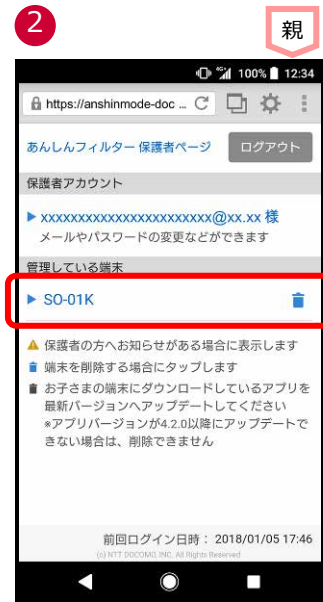 2
親
100% 12:34
https://anshinmode-doc ...
あんしんフィルター 保護者ページ
ログアウト
保護者アカウント
▶ xxxxxxxxxxxxxxxxxxxxxxx@xx.xx 様
メールやパスワードの変更などができます
管理している端末
▶ SO-01K
保護者の方へお知らせがある場合に表示します
端末を削除する場合にタップします
お子さまの端末にダウンロードしているアプリを
最新バージョンへアップデートしてください
※アプリバージョンが4.2.0以降にアップデートで
きない場合は、削除できません
前回ログイン日時： 2018/01/05 17:46
(c) NTT DOCOMO, INC. All Rights Reserved